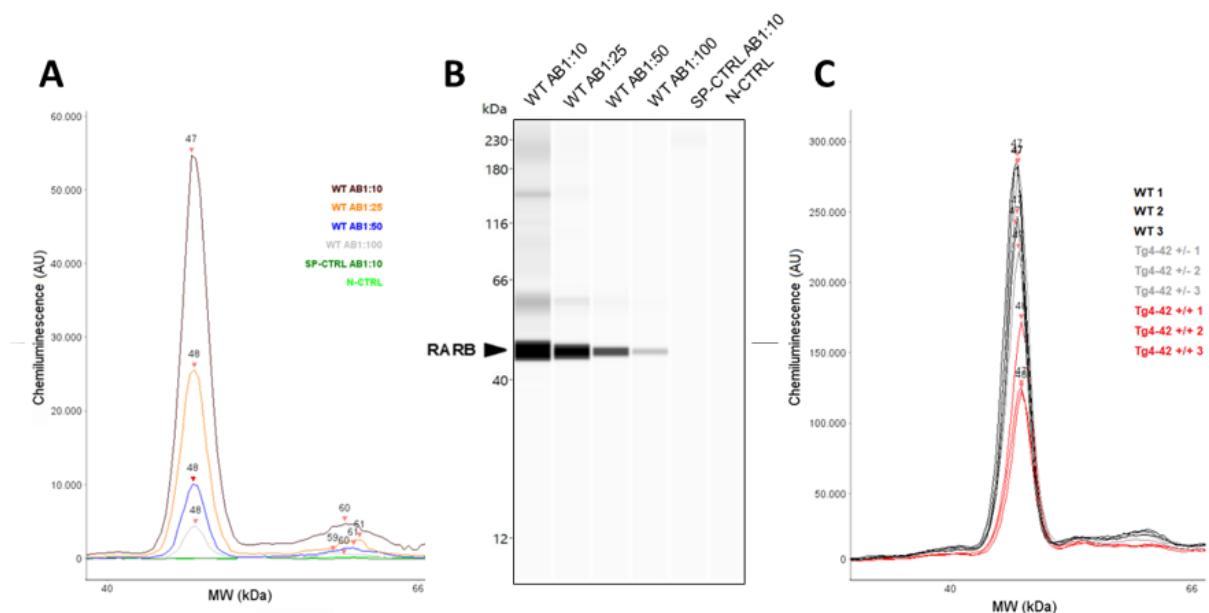 A
60.000
50.000
40.000
30.000
20.000
10.000
0
Chemiluminescence (AU)
47
48
48
48
60
59
60
61
61
WT AB1:10
WT AB1:25
WT AB1:50
WT AB1:100
SP-CTRL AB1:10
N-CTRL
40
66
MW (kDa)
B
WT AB1:10
WT AB1:25
WT AB1:50
WT AB1:100
SP-CTRL AB1:10
N-CTRL
kDa
230
180
116
66
RARB
40
12
C
300.000
250.000
200.000
150.000
100.000
50.000
0
Chemiluminescence (AU)
47
47
WT 1
WT 2
WT 3
Tg4-42 +/- 1
Tg4-42 +/- 2
Tg4-42 +/- 3
Tg4-42 +/+ 1
Tg4-42 +/+ 2
Tg4-42 +/+ 3
40
66
MW (kDa)